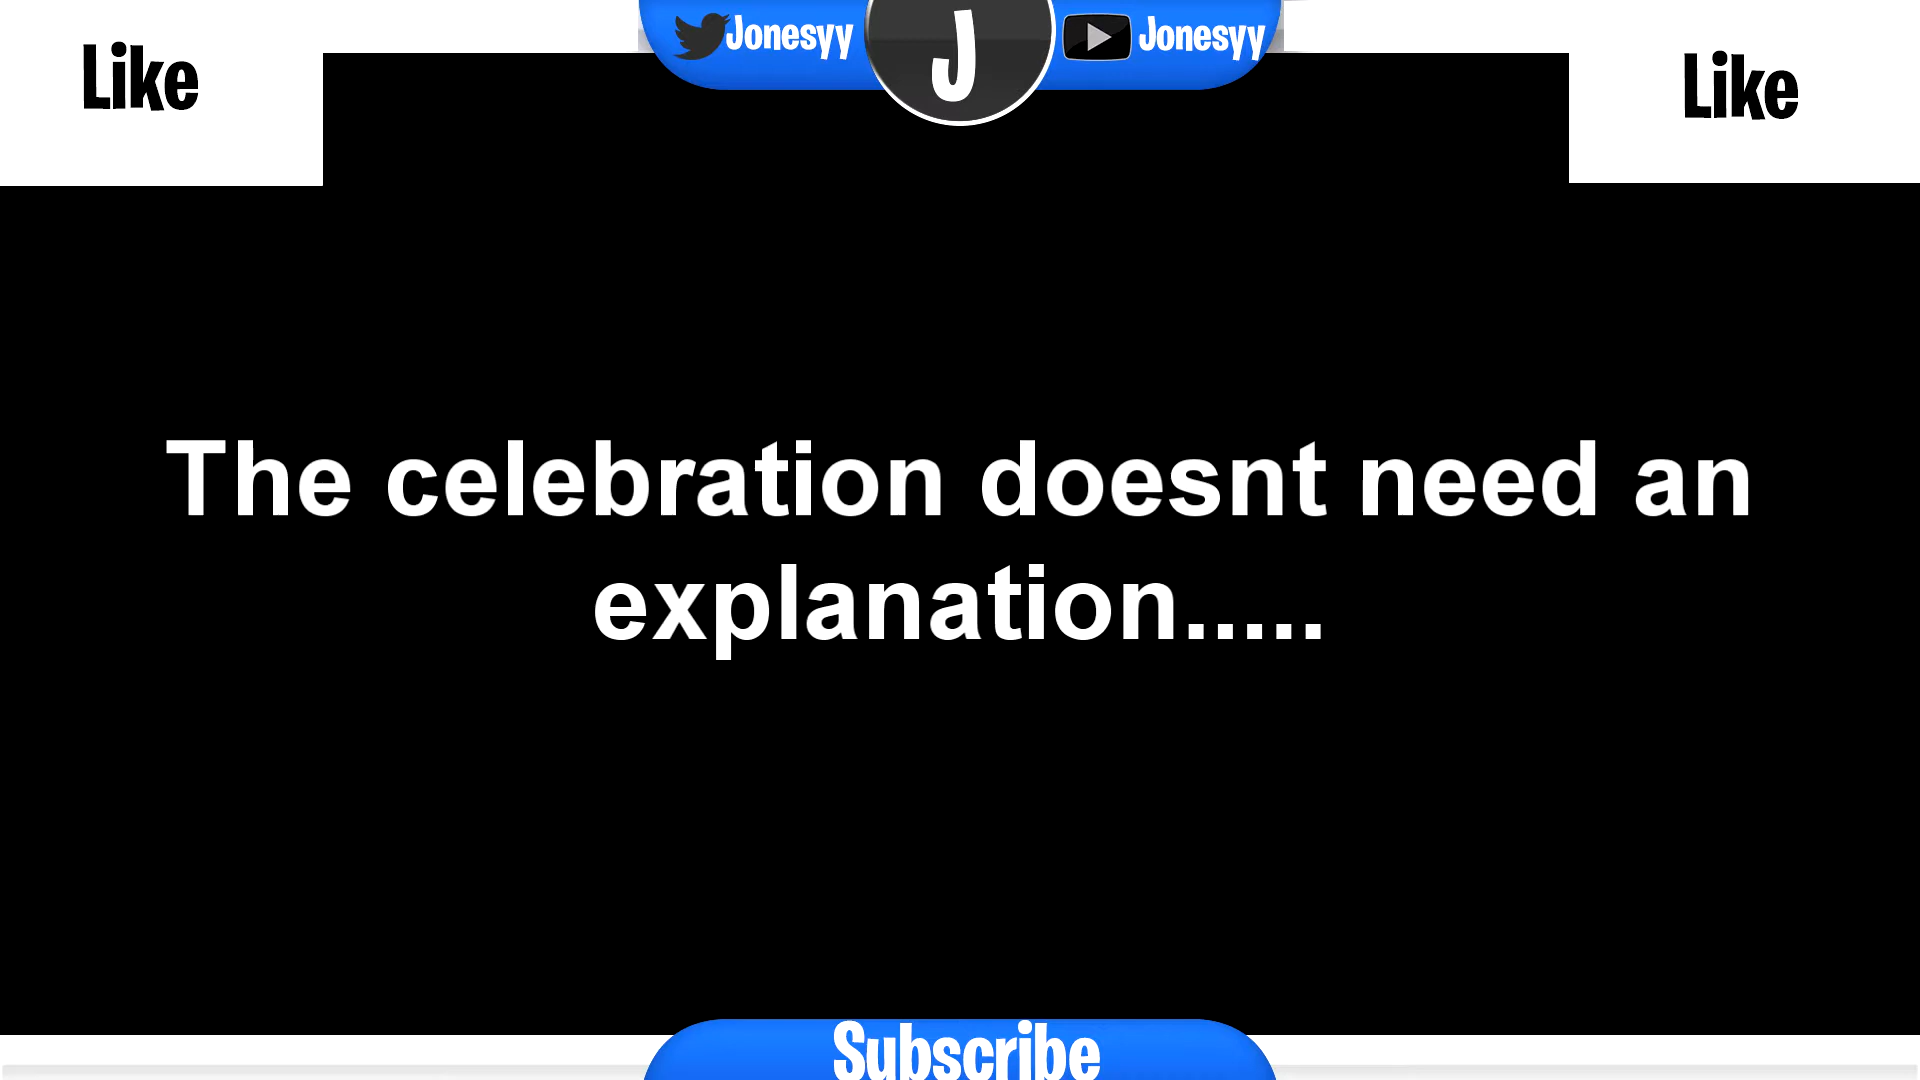 Jonesyy J Jonesyy
Like Like
The celebration doesnt need an
explanation.....
Subscribe